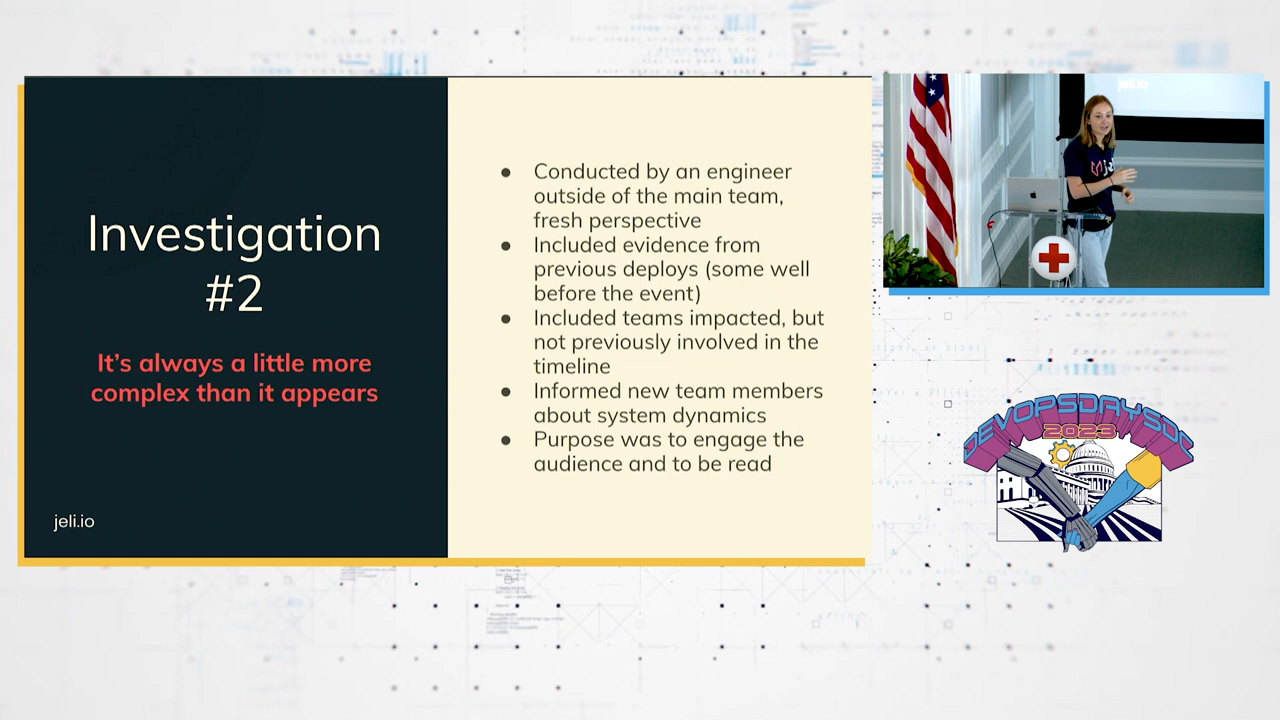 Investigation
#2
It's always a little more
complex than it appears
jeli.io
● Conducted by an engineer
outside of the main team,
fresh perspective
● Included evidence from
previous deploys (some well
before the event)
● Included teams impacted, but
not previously involved in the
timeline
● Informed new team members
about system dynamics
● Purpose was to engage the
audience and to be read
jeli.io
DEVOPSDAYSDC
2023